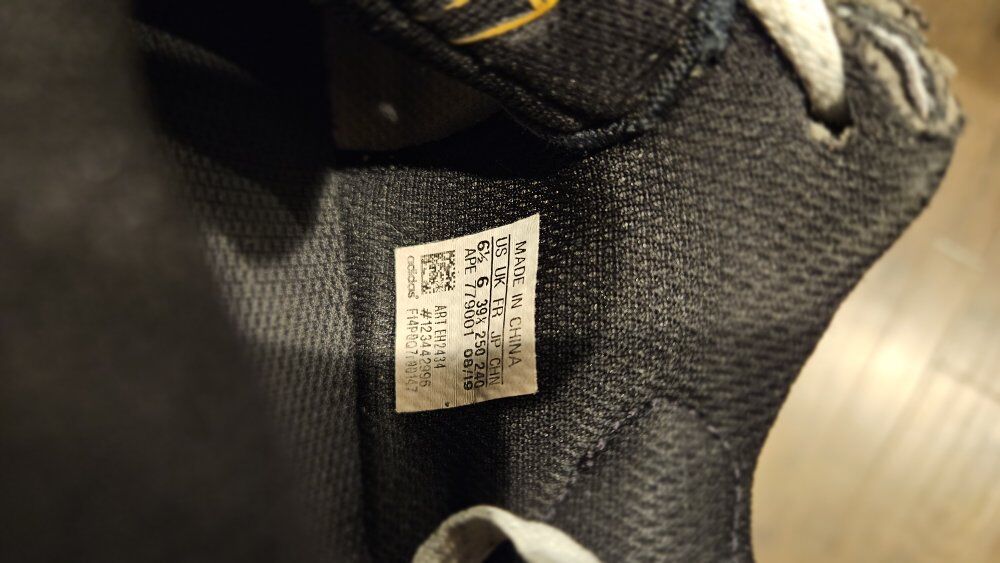 MADE IN CHINA
US UK FR JP CHN
6½ 6 39⅓ 250 240
APE 779001 08/19
ART EH2434
#123442996
adidas